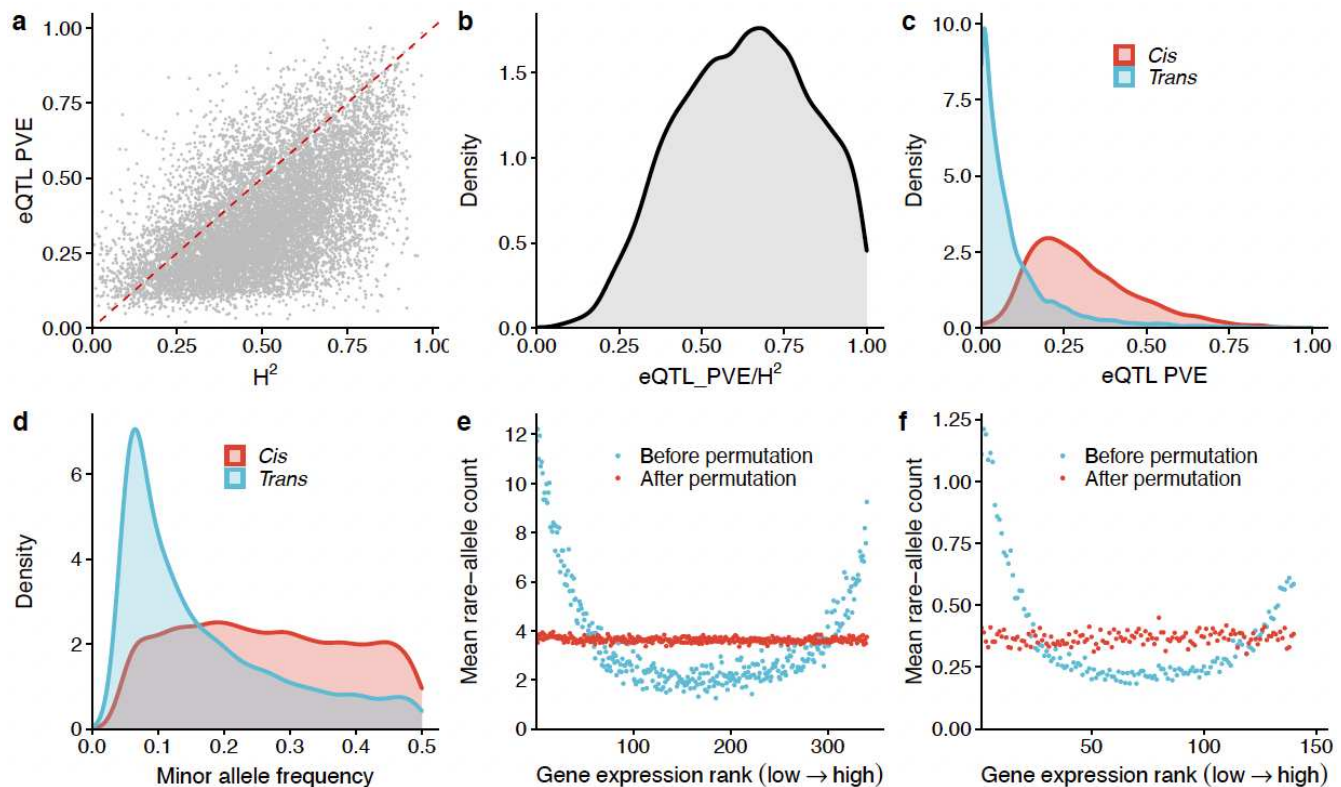 a
1.00
0.75
0.50
0.25
0.00
eQTL PVE
0.00 0.25 0.50 0.75 1.00
H²
b
1.5
1.0
0.5
0.0
Density
0.00 0.25 0.50 0.75 1.00
eQTL_PVE/H²
c
10.0
7.5
5.0
2.5
0.0
Density
Cis
Trans
0.00 0.25 0.50 0.75 1.00
eQTL PVE
d
6
4
2
0
Density
Cis
Trans
0.0 0.1 0.2 0.3 0.4 0.5
Minor allele frequency
e
12
10
8
6
4
2
0
Mean rare−allele count
Before permutation
After permutation
100 200 300
Gene expression rank (low → high)
f
1.25
1.00
0.75
0.50
0.25
0.00
Mean rare−allele count
Before permutation
After permutation
50 100 150
Gene expression rank (low → high)